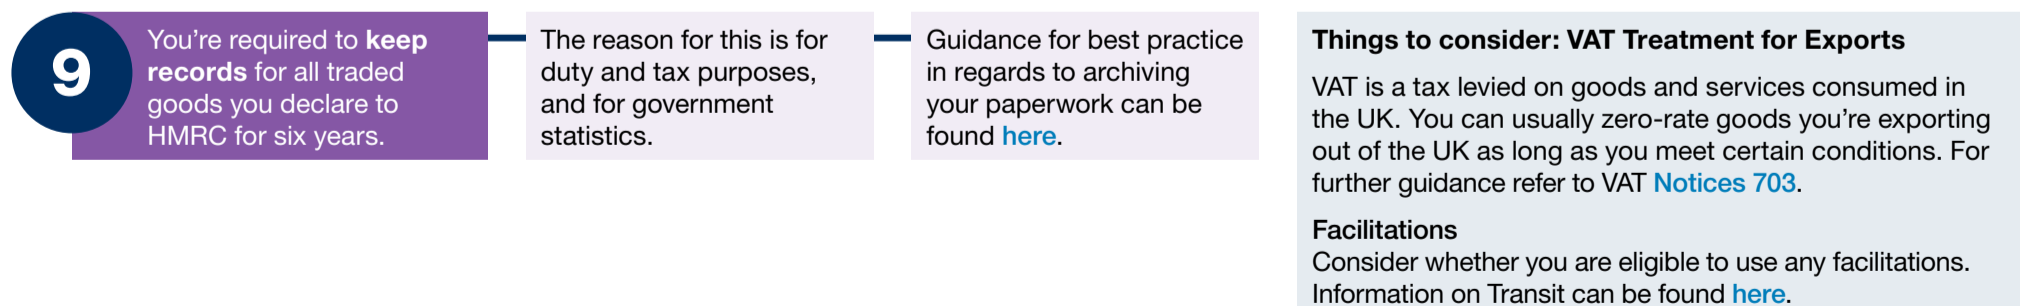 9
You’re required to keep
records for all traded
goods you declare to
HMRC for six years.
The reason for this is for
duty and tax purposes,
and for government
statistics.
Guidance for best practice
in regards to archiving
your paperwork can be
found here.
Things to consider: VAT Treatment for Exports
VAT is a tax levied on goods and services consumed in
the UK. You can usually zero-rate goods you’re exporting
out of the UK as long as you meet certain conditions. For
further guidance refer to VAT Notices 703.
Facilitations
Consider whether you are eligible to use any facilitations.
Information on Transit can be found here.